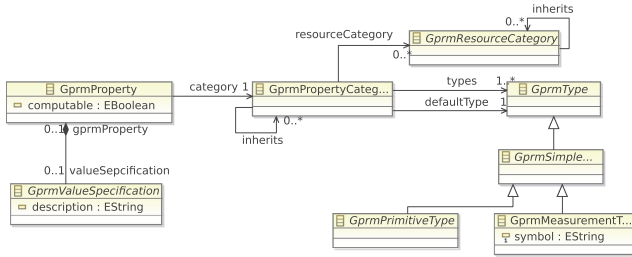 inherits
0..*
resourceCategory
GprmResourceCategory
0..*
GprmProperty
computable : EBoolean
category 1
GprmPropertyCateg...
types
1..*
defaultType
1
GprmType
0..*
inherits
0..1
gprmProperty
GprmSimple...
0..1 valueSepcification
GprmValueSpecification
description : EString
GprmPrimitiveType
GprmMeasurementT...
symbol : EString